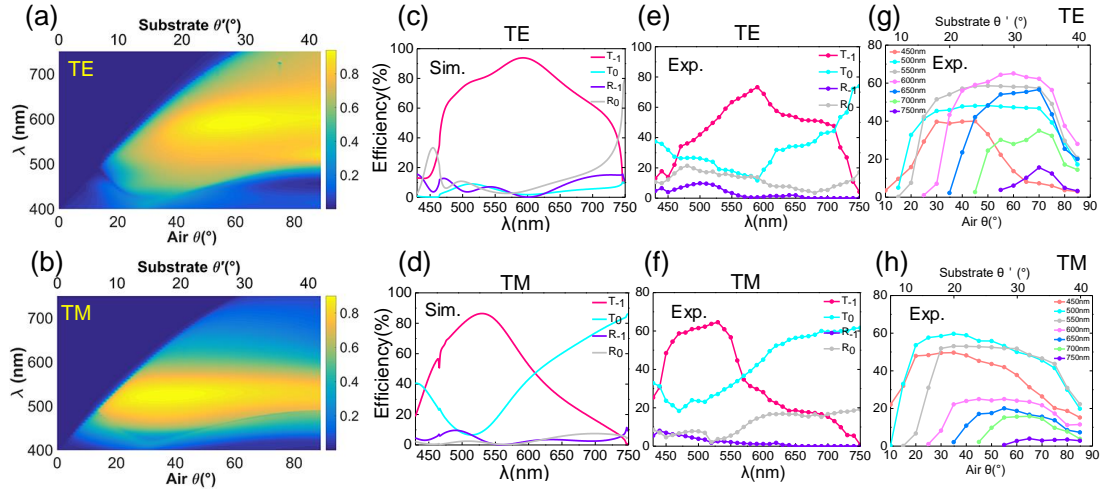 (a)
Substrate θ′(°)
0 10 20 30 40
TE
λ (nm)
700
600
500
400
0 20 40 60 80
Air θ(°)
0.8
0.6
0.4
0.2
(c)
TE
Sim.
T-1
T0
R-1
R0
Efficiency(%)
100
80
60
40
20
0
450 500 550 600 650 700 750
λ(nm)
(e)
TE
Exp.
T-1
T0
R-1
R0
100
80
60
40
20
0
450 500 550 600 650 700 750
λ(nm)
(g)
Substrate θ ' (°)
TE
10 20 30 40
Exp.
450nm
500nm
550nm
600nm
650nm
700nm
750nm
80
60
40
20
0
10 20 30 40 50 60 70 80 90
Air θ(°)
(b)
Substrate θ′(°)
0 10 20 30 40
TM
λ (nm)
700
600
500
400
0 20 40 60 80
Air θ(°)
0.8
0.6
0.4
0.2
(d)
TM
Sim.
T-1
T0
R-1
R0
Efficiency(%)
100
80
60
40
20
0
450 500 550 600 650 700 750
λ(nm)
(f)
TM
Exp.
T-1
T0
R-1
R0
100
80
60
40
20
0
450 500 550 600 650 700 750
λ(nm)
(h)
Substrate θ ' (°)
TM
10 20 30 40
Exp.
450nm
500nm
550nm
600nm
650nm
700nm
750nm
80
60
40
20
0
10 20 30 40 50 60 70 80 90
Air θ(°)